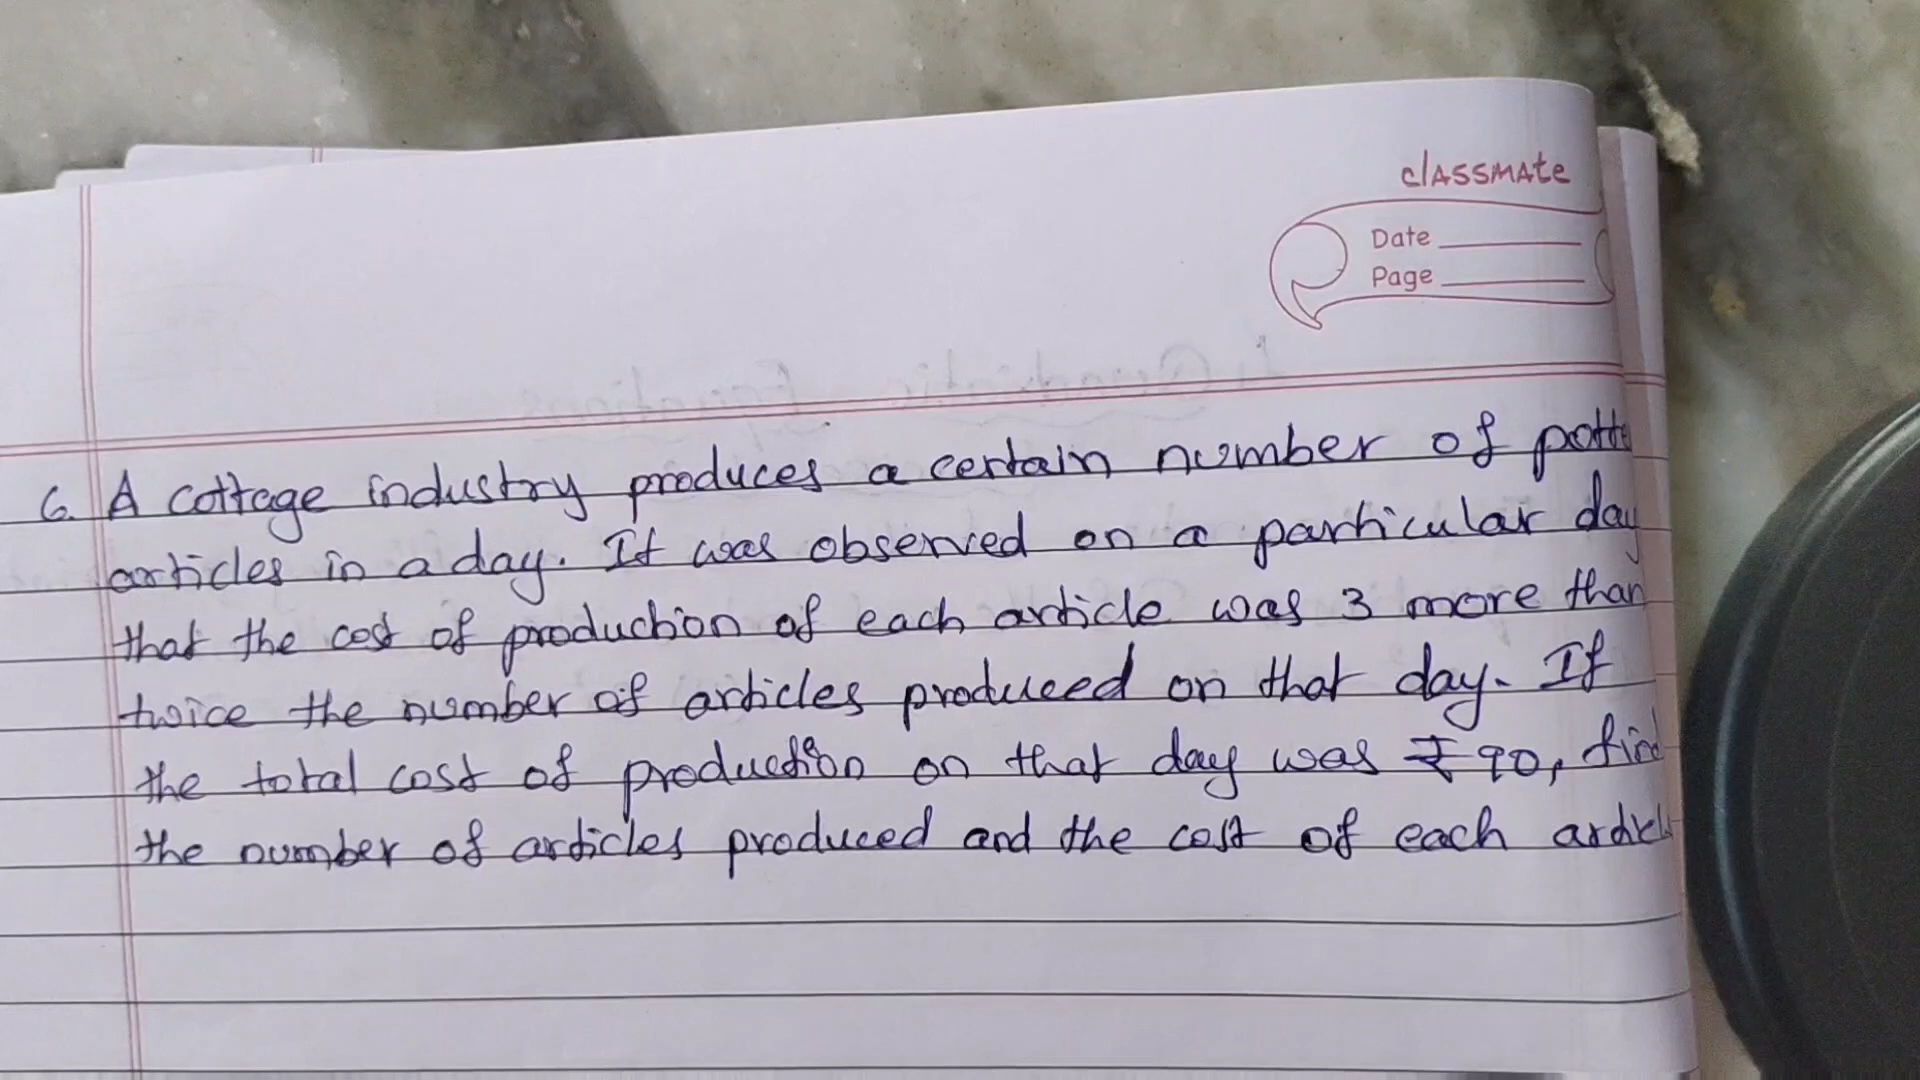 classmate
Date
Page
6. A cottage industry produces a certain number of
articles in a day. It was observed on a particular day
that the cost of production of each article was 3 more than
twice the number of articles produced on that day. If
the total cost of production on that day was ₹90, find
the number of articles produced and the cost of each